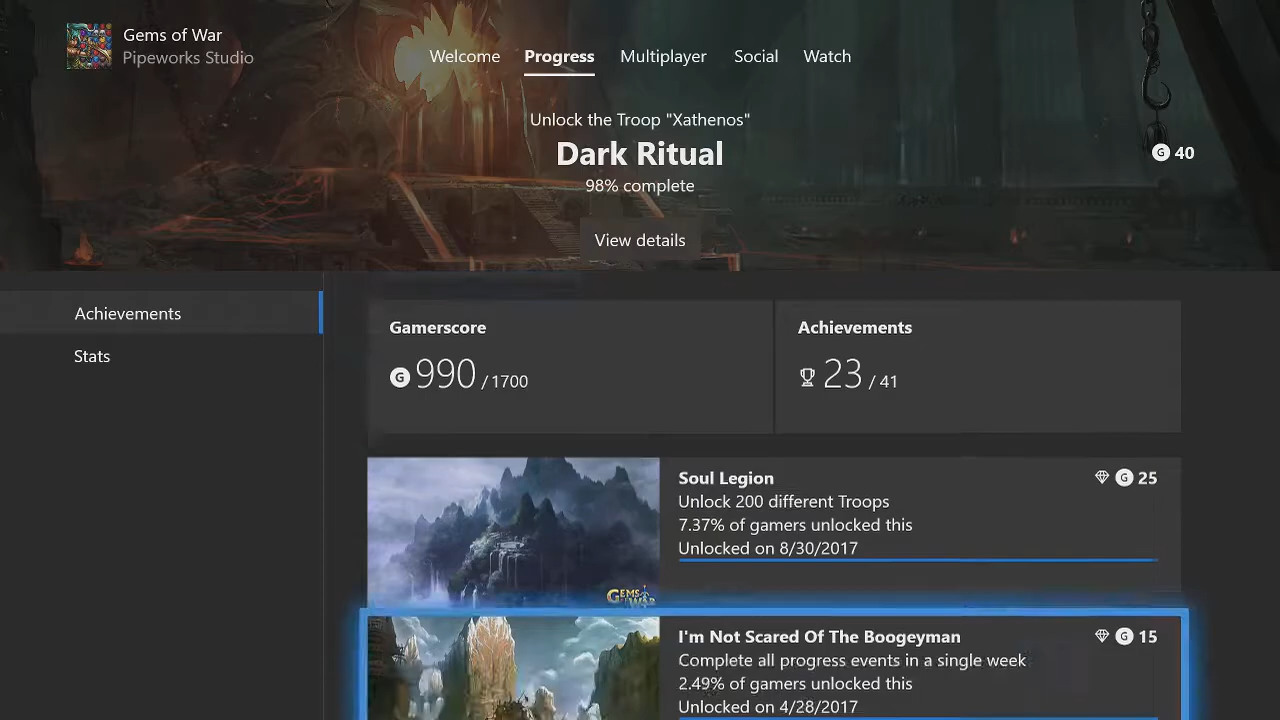 Gems of War
Pipeworks Studio
Welcome
Progress
Multiplayer
Social
Watch
Unlock the Troop "Xathenos"
Dark Ritual
98% complete
G 40
View details
Achievements
Stats
Gamerscore
G 990 / 1700
Achievements
23 / 41
Soul Legion
G 25
Unlock 200 different Troops
7.37% of gamers unlocked this
Unlocked on 8/30/2017
GEMS OF WAR
I'm Not Scared Of The Boogeyman
G 15
Complete all progress events in a single week
2.49% of gamers unlocked this
Unlocked on 4/28/2017